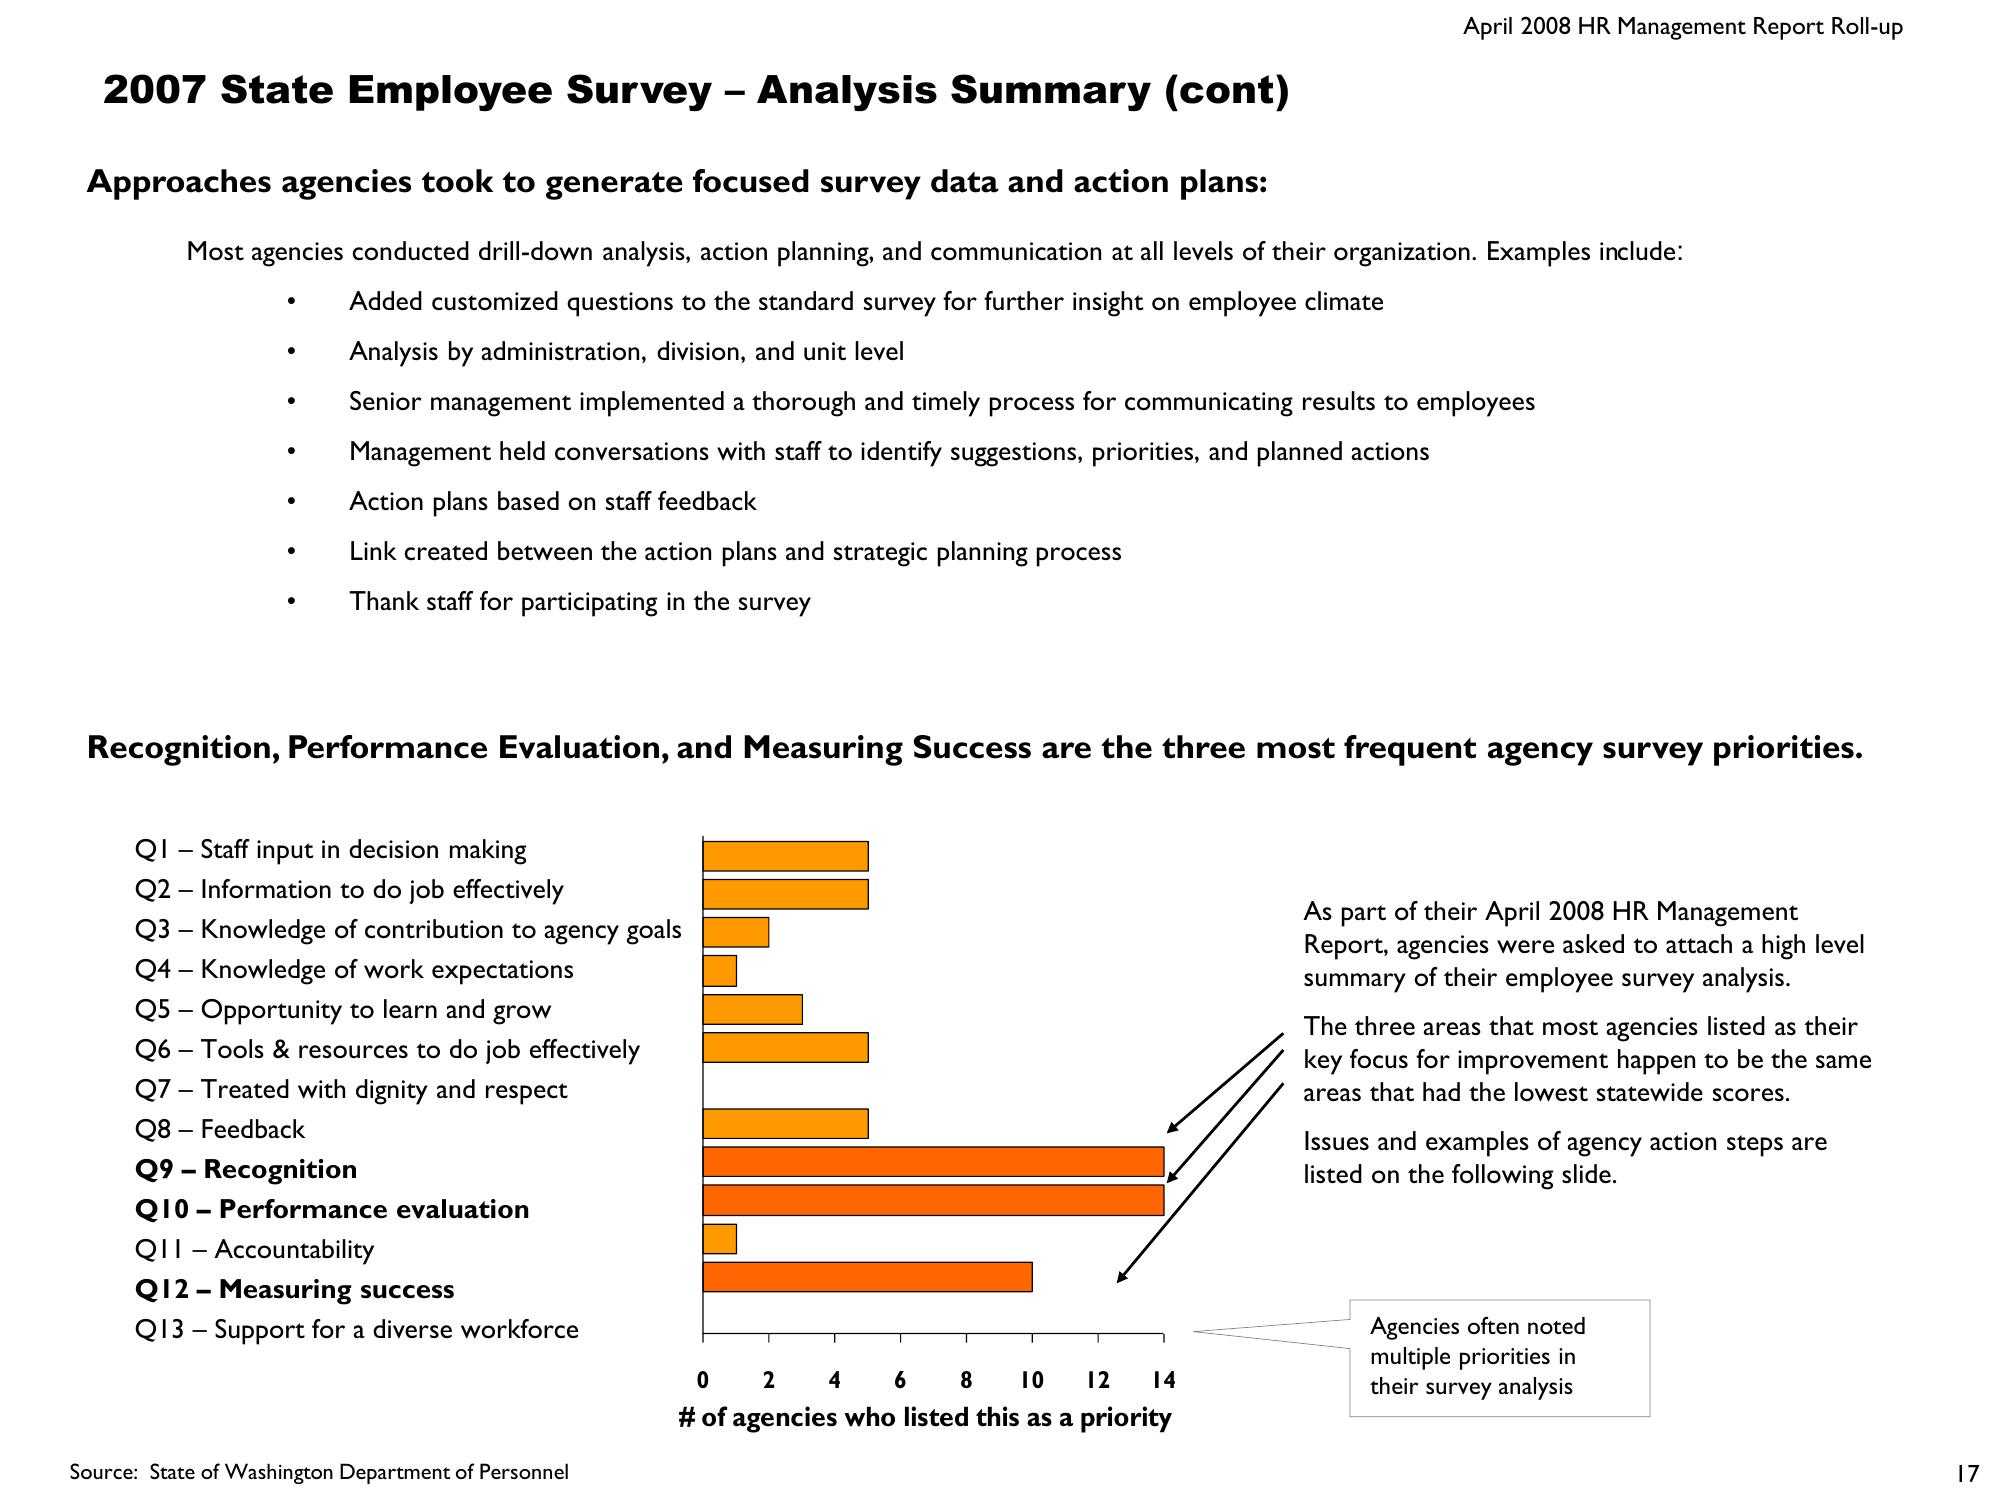 April 2008 HR Management Report Roll-up
2007 State Employee Survey – Analysis Summary (cont)
Approaches agencies took to generate focused survey data and action plans:
Most agencies conducted drill-down analysis, action planning, and communication at all levels of their organization. Examples include:
• Added customized questions to the standard survey for further insight on employee climate
• Analysis by administration, division, and unit level
• Senior management implemented a thorough and timely process for communicating results to employees
• Management held conversations with staff to identify suggestions, priorities, and planned actions
• Action plans based on staff feedback
• Link created between the action plans and strategic planning process
• Thank staff for participating in the survey
Recognition, Performance Evaluation, and Measuring Success are the three most frequent agency survey priorities.
Q1 – Staff input in decision making
Q2 – Information to do job effectively
Q3 – Knowledge of contribution to agency goals
Q4 – Knowledge of work expectations
Q5 – Opportunity to learn and grow
Q6 – Tools & resources to do job effectively
Q7 – Treated with dignity and respect
Q8 – Feedback
Q9 – Recognition
Q10 – Performance evaluation
Q11 – Accountability
Q12 – Measuring success
Q13 – Support for a diverse workforce
0 2 4 6 8 10 12 14
# of agencies who listed this as a priority
As part of their April 2008 HR Management
Report, agencies were asked to attach a high level
summary of their employee survey analysis.
The three areas that most agencies listed as their
key focus for improvement happen to be the same
areas that had the lowest statewide scores.
Issues and examples of agency action steps are
listed on the following slide.
Agencies often noted
multiple priorities in
their survey analysis
Source: State of Washington Department of Personnel
17